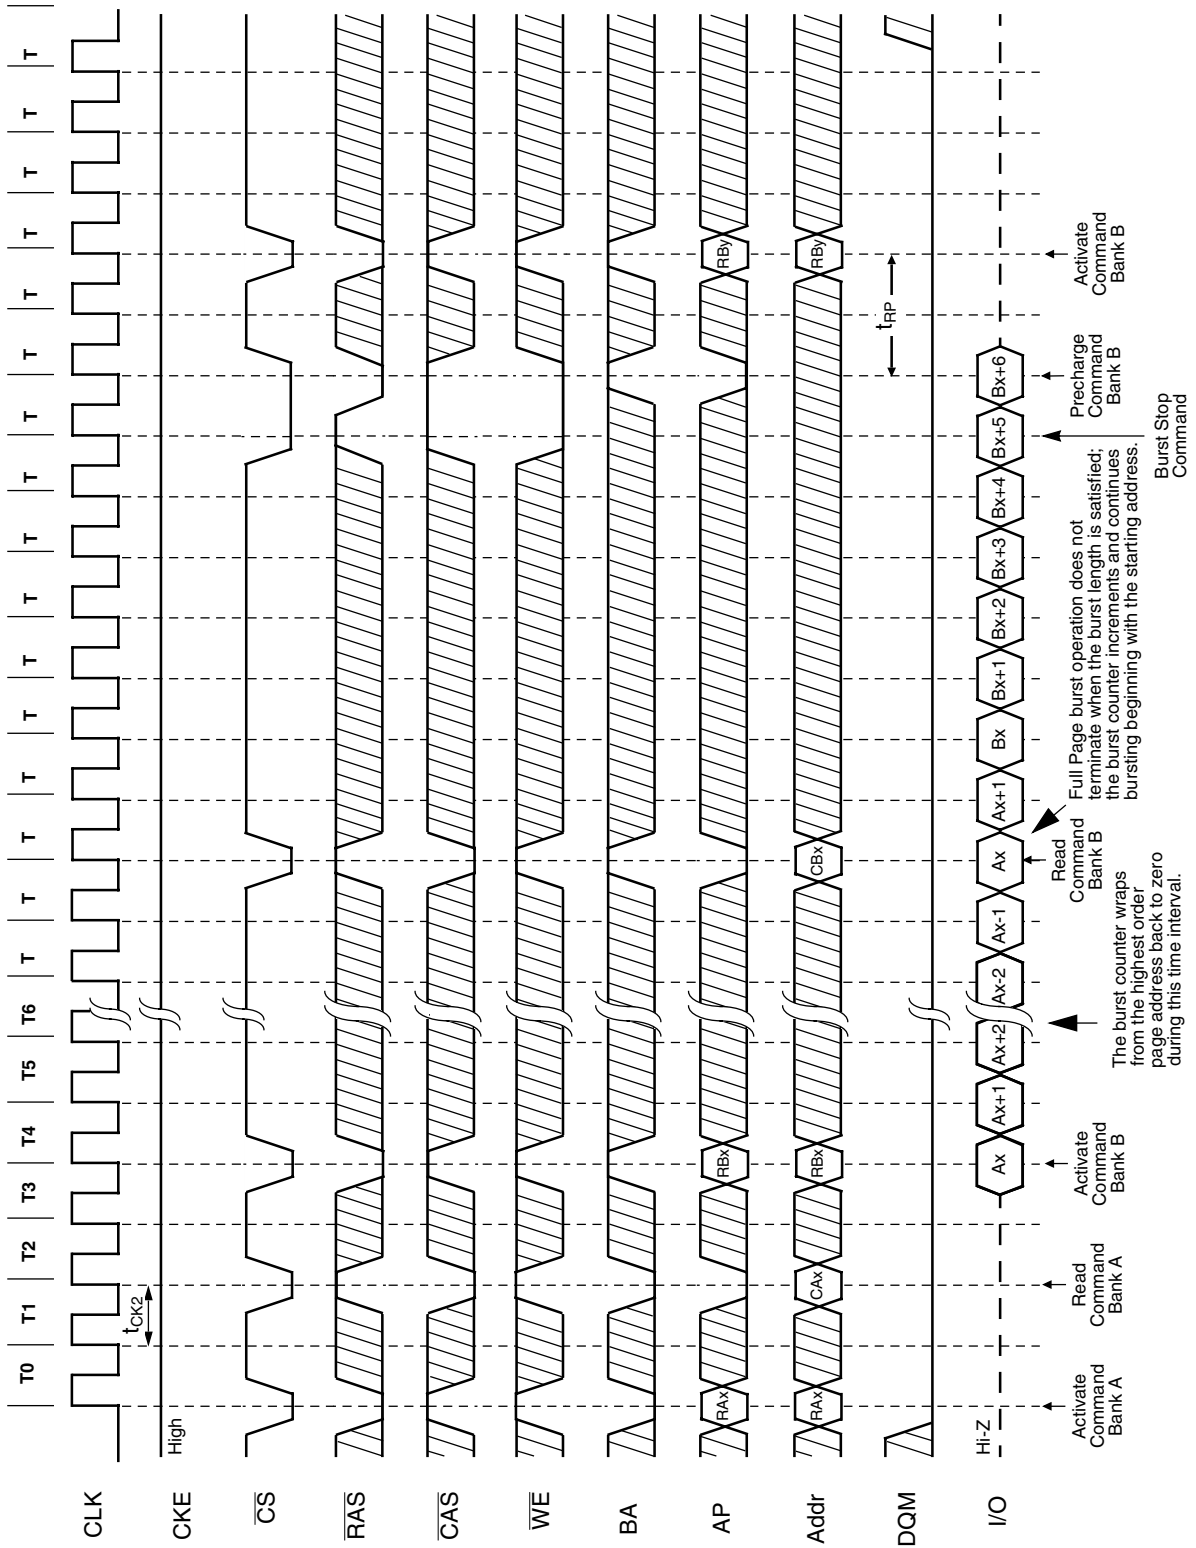 T0 T1 T2 T3 T4 T5 T6 T T T T T T T T T T T T T T T T
CLK
tCK2
CKE
High
CS
RAS
CAS
WE
BA
AP
RAx RBx RBy
Addr
RAx CAx RBx CBx RBy
DQM
tRP
I/O
Hi-Z
Ax Ax+1 Ax+2 Ax-2 Ax-1 Ax Ax+1 Bx Bx+1 Bx+2 Bx+3 Bx+4 Bx+5 Bx+6
Activate
Command
Bank A
Read
Command
Bank A
Activate
Command
Bank B
The burst counter wraps
from the highest order
page address back to zero
during this time interval.
Read
Command
Bank B
Full Page burst operation does not
terminate when the burst length is satisfied;
the burst counter increments and continues
bursting beginning with the starting address.
Burst Stop
Command
Precharge
Command
Bank B
Activate
Command
Bank B